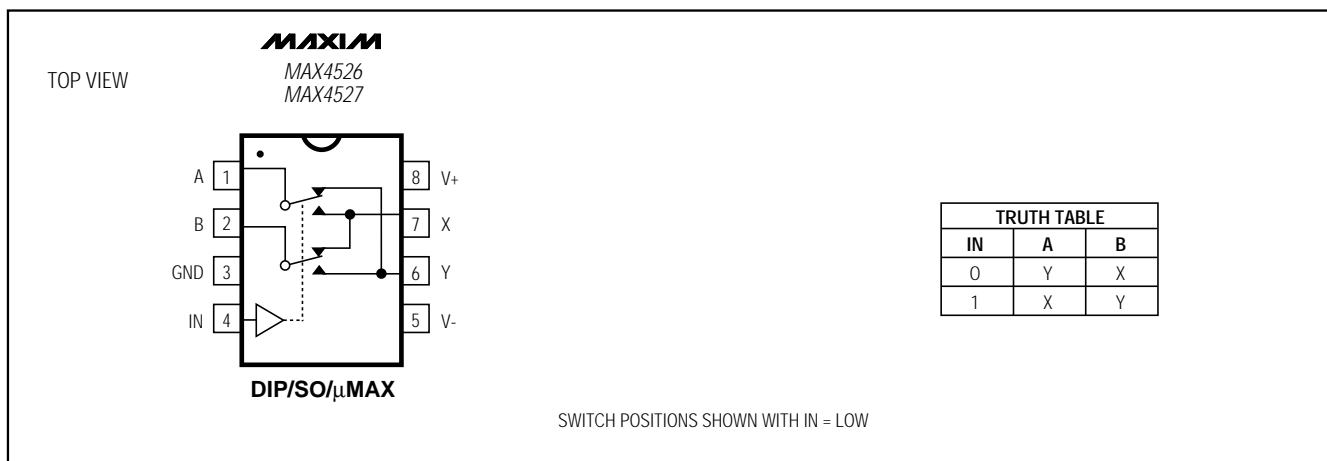 MAXIM
TOP VIEW
MAX4526
MAX4527
A 1
B 2
GND 3
IN 4
8 V+
7 X
6 Y
5 V-
DIP/SO/μMAX
TRUTH TABLE
IN A B
0 Y X
1 X Y
SWITCH POSITIONS SHOWN WITH IN = LOW